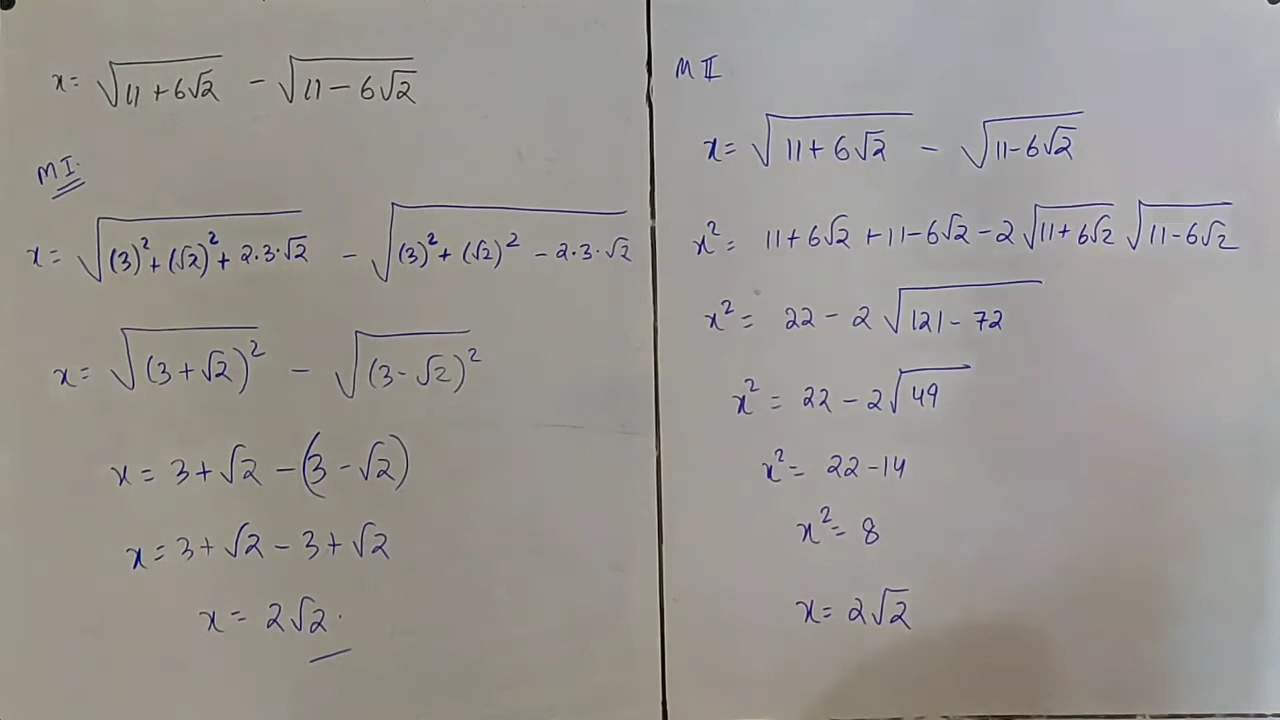 x = √(11 + 6√2) - √(11 - 6√2)
M I.
x = √((3)² + (√2)² + 2·3·√2) - √((3)² + (√2)² - 2·3·√2)
x = √((3 + √2)²) - √((3 - √2)²)
x = 3 + √2 - (3 - √2)
x = 3 + √2 - 3 + √2
x = 2√2.
M II
x = √(11 + 6√2) - √(11 - 6√2)
x² = 11 + 6√2 + 11 - 6√2 - 2√(11 + 6√2) √(11 - 6√2)
x² = 22 - 2√(121 - 72)
x² = 22 - 2√49
x² = 22 - 14
x² = 8
x = 2√2